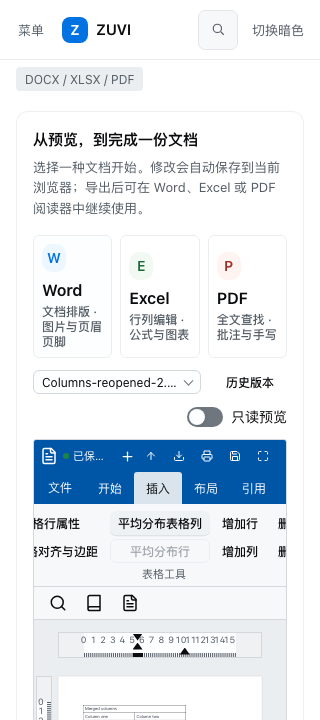 菜单 Z ZUVI 切换暗色
DOCX / XLSX / PDF
从预览，到完成一份文档
选择一种文档开始。修改会自动保存到当前
浏览器；导出后可在 Word、Excel 或 PDF
阅读器中继续使用。
W E P
Word Excel PDF
文档排版 · 行列编辑 · 全文查找 ·
图片与页眉 公式与图表 批注与手写
页脚
Columns-reopened-2.... 历史版本
只读预览
已保...
文件 开始 插入 布局 引用
格行属性 平均分布表格列 增加行
对齐与边距 平均分布行 增加列
表格工具
0 1 2 3 4 5 6 7 8 9 10 11 12 13 14 15
0
1
Merged columns
Column one Column two